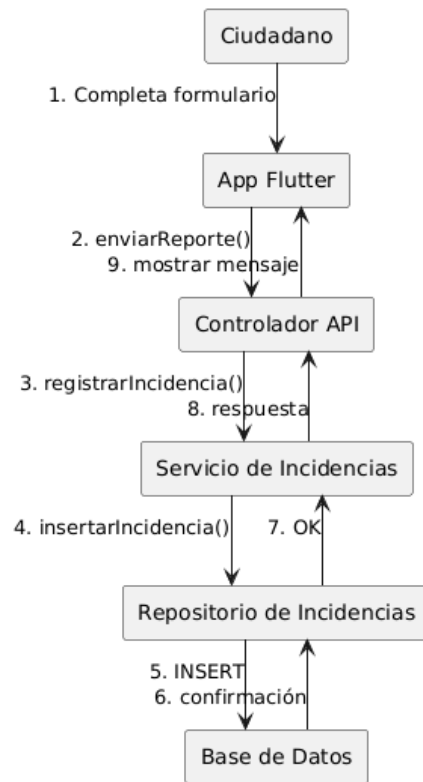 Ciudadano
1. Completa formulario
App Flutter
2. enviarReporte()
9. mostrar mensaje
Controlador API
3. registrarIncidencia()
8. respuesta
Servicio de Incidencias
4. insertarIncidencia()
7. OK
Repositorio de Incidencias
5. INSERT
6. confirmación
Base de Datos